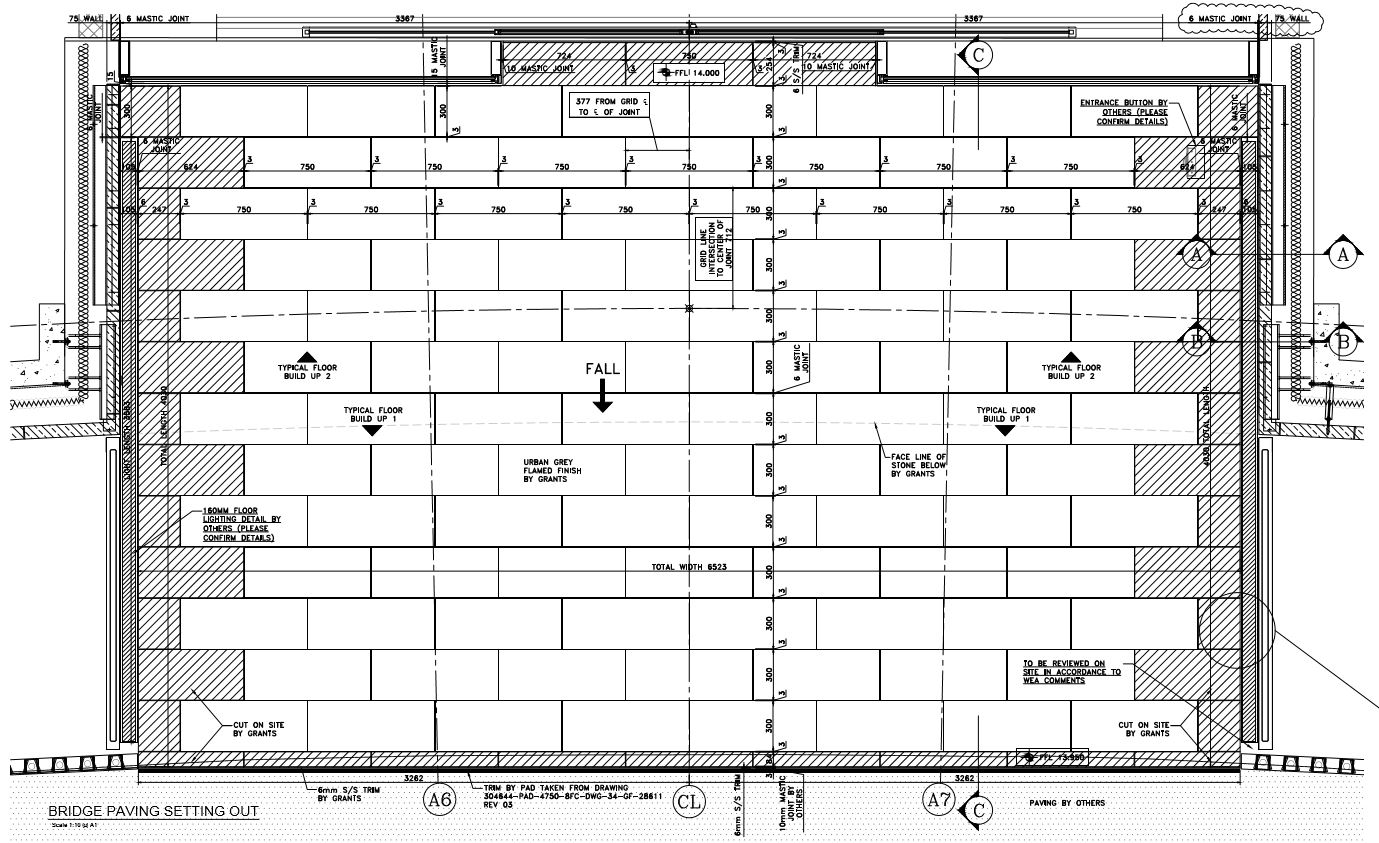 75 WALL
6 MASTIC JOINT
3367
3367
6 MASTIC JOINT
75 WALL
15 MASTIC
JOINT
724
750
724
10 MASTIC JOINT
3
3
10 MASTIC JOINT
6 S/S TRIM
FFL 14.000
C
15
6 MASTIC
JOINT
300
300
3
377 FROM GRID ℄
TO ℄ OF JOINT
ENTRANCE BUTTON BY
OTHERS (PLEASE
CONFIRM DETAILS)
6 MASTIC
JOINT
6 MASTIC
JOINT
6 MASTIC
JOINT
105
624
3
750
3
750
3
750
3
750
3
750
3
750
3
750
3
624
105
300
3
105
6
247
3
750
3
750
3
750
3
750
3
750
3
750
3
750
3
750
3
247
6
105
300
3
GRID LINE
INTERSECTION
TO CENTER OF
JOINT 712
300
3
A
A
300
3
B
B
300
3
6 MASTIC
JOINT
TYPICAL FLOOR
BUILD UP 2
FALL
TYPICAL FLOOR
BUILD UP 2
TOTAL LENGTH 4030
4030 TOTAL LENGTH
TYPICAL FLOOR
BUILD UP 1
TYPICAL FLOOR
BUILD UP 1
300
3
URBAN GREY
FLAMED FINISH
BY GRANTS
FACE LINE OF
STONE BELOW
BY GRANTS
300
3
160MM FLOOR
LIGHTING DETAIL BY
OTHERS (PLEASE
CONFIRM DETAILS)
300
3
TOTAL WIDTH 6523
300
3
300
3
300
3
TO BE REVIEWED ON
SITE IN ACCORDANCE TO
WEA COMMENTS
CUT ON SITE
BY GRANTS
300
3
CUT ON SITE
BY GRANTS
84
3
3262
3262
6mm S/S TRIM
BY GRANTS
A6
TRIM BY PAD TAKEN FROM DRAWING
304644-PAD-4750-8FC-DWG-34-GF-28611
REV 03
CL
6mm S/S TRIM
10mm MASTIC
JOINT BY
OTHERS
A7
C
PAVING BY OTHERS
BRIDGE PAVING SETTING OUT
Scale 1:10 @ A1